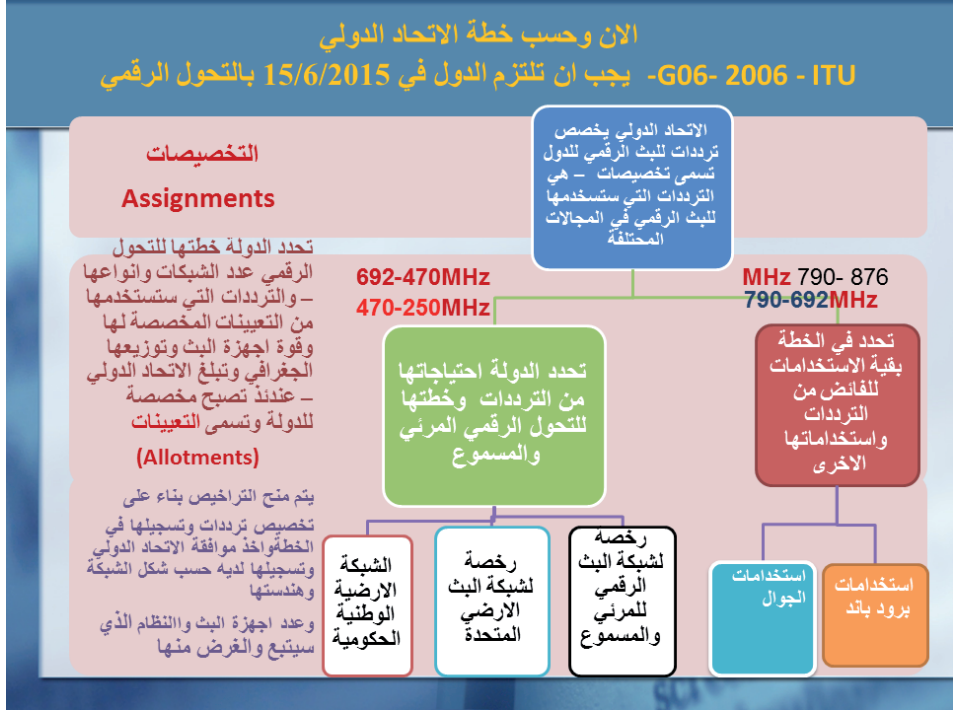 الان وحسب خطة الاتحاد الدولي
G06- 2006 - ITU- يجب ان تلتزم الدول في 15/6/2015 بالتحول الرقمي
الاتحاد الدولي يخصص
ترددات للبث الرقمي للدول
تسمى تخصيصات – هي
الترددات التي ستسخدمها
للبث الرقمي في المجالات
المحتلفة
التخصيصات
Assignments
تحدد الدولة خطتها للتحول
الرقمي عدد الشبكات وانواعها
– والترددات التي ستستخدمها
من التعيينات المخصصة لها
وقوة اجهزة البث وتوزيعها
الجغرافي وتبلغ الاتحاد الدولي
– عندئذ تصبح مخصصة
للدولة وتسمى التعيينات
(Allotments)
692-470MHz
470-250MHz
MHz 790- 876
790-692MHz
تحدد في الخطة
بقية الاستخدامات
للفائض من
الترددات
واستخداماتها
الاخرى
تحدد الدولة احتياجاتها
من الترددات وخطتها
للتحول الرقمي المرئي
والمسموع
يتم منح التراخيص بناء على
تخصيص ترددات وتسجيلها في
الخطةواخذ موافقة الاتحاد الدولي
وتسجيلها لديه حسب شكل الشبكة
وهندستها
وعدد اجهزة البث واالنظام الذي
سيتبع والغرض منها
استخدامات
برود باند
استخدامات
الجوال
رخصة
لشبكة البث
الرقمي
للمرئي
والمسموع
رخصة
لشبكة البث
الارضي
المتحدة
الشبكة
الارضية
الوطنية
الحكومية